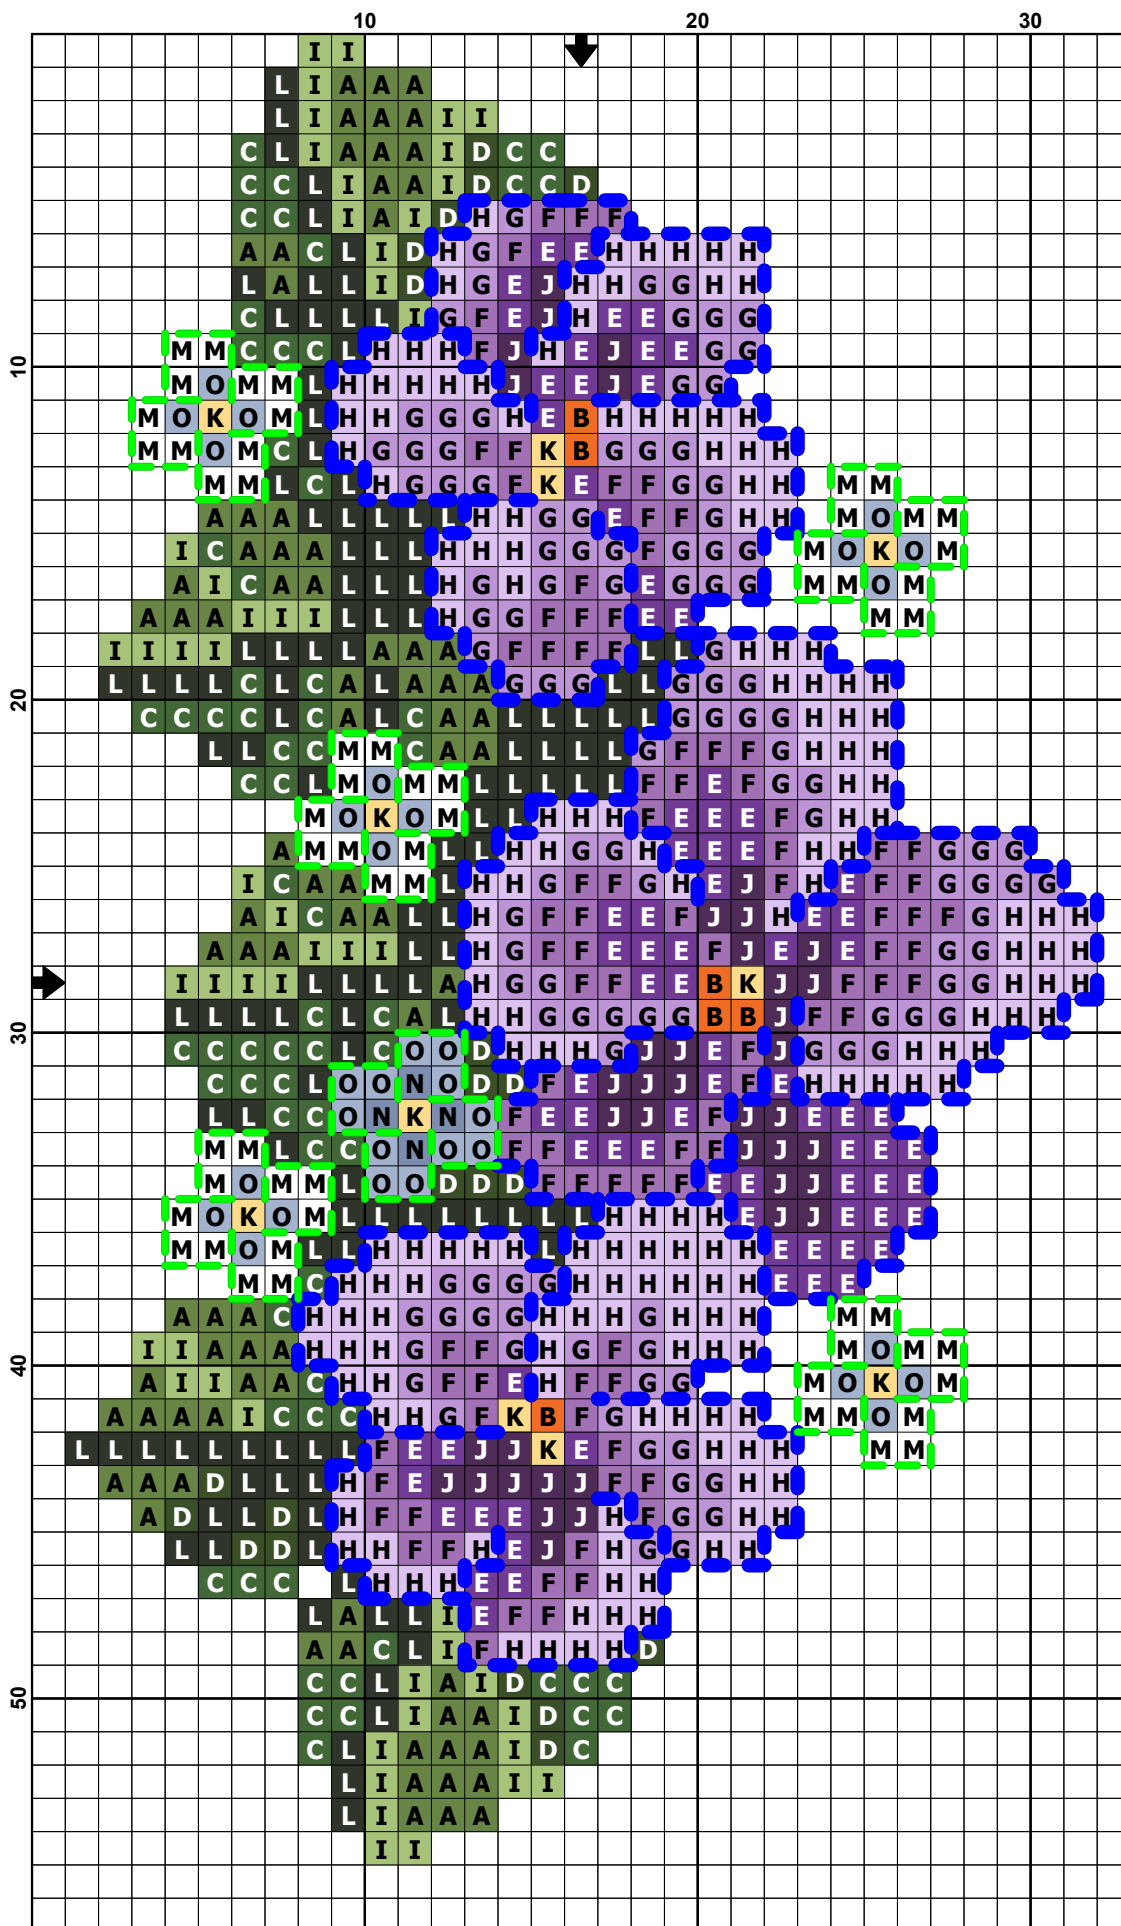 10 20 30
I I
L I A A A
L I A A A I I
C L I A A A I D C C
C C L I A A I D C C D
C C L I A I D H G F F F
A A C L I D H G F E E H H H H H
L A L L I D H G E J H H G G H H
C L L L L I G F E J H E E G G G
10 M M C C C L H H H F J H E J E E G G
M O M M L H H H H H J E E J E G G
M O K O M L H H G G G H E B H H H H H
M M O M C L H G G G F F K B G G G H H H
M M L C L H G G G F K E F F G G H H M M
A A A L L L L L H H G G E F F G H H M O M M
I C A A A L L L H H H G G G F G G G M O K O M
A I C A A L L L H G H G F G E G G G M M O M
A A A I I I L L L H G G F F F E E M M
I I I I L L L L A A A G F F F F L L G H H H
L L L L C L C A L A A A G G G L L G G G H H H H
20 C C C C L C A L C A A L L L L L G G G G H H H
L L C C M M C A A L L L L G F F F G H H H
C C L M O M M L L L L L F F E F G G H H
M O K O M L L H H H F E E E F G H H
A M M O M L L H H G G H E E E F H H F F G G G
I C A A M M L H H G F F G H E J F H E F F G G G G
A I C A A L L H G F F E E F J J H E E F F F G H H H
A A A I I I L L H G F F E E E F J E J E F F G G H H H
I I I I L L L L A H G G F F E E B K J J F F F G G H H H
L L L L C L C A L H H G G G G G B B J F F G G G H H H
30 C C C C C L C O O D H H H G J J E F J G G G H H H
C C C L O O N O D D F E J J J E F E H H H H H
L L C C O N K N O F E E J J E F J J E E E
M M L C C O N O O F F E E E F F J J J E E E
M O M M L O O D D D F F F F F E E J J E E E
M O K O M L L L L L L L L H H H H E J J E E E
M M O M L L H H H H H L H H H H H H E E E E
M M C H H H G G G G H H H H H H E E E
A A A C H H H G G G G H H H G H H H M M
I I A A A H H H G F F G H G F G H H H M O M M
40 A I I A A C H H G F F E H F F G G M O K O M
A A A A I C C C H H G F K B F G H H H H M M O M
L L L L L L L L L F E E J J K E F G G H H H M M
A A A D L L L H F E J J J J J F F G G H H
A D L L D L H F F E E E J J H F G G H H
L L D D L H H F F H E J F H G G H H
C C C L H H H E E F F H H
L A L L I E F F H H H
A A C L I F H H H H D
C C L I A I D C C C
50 C C L I A A I D C C
C L I A A A I D C
L I A A A I I
L I A A A
I I